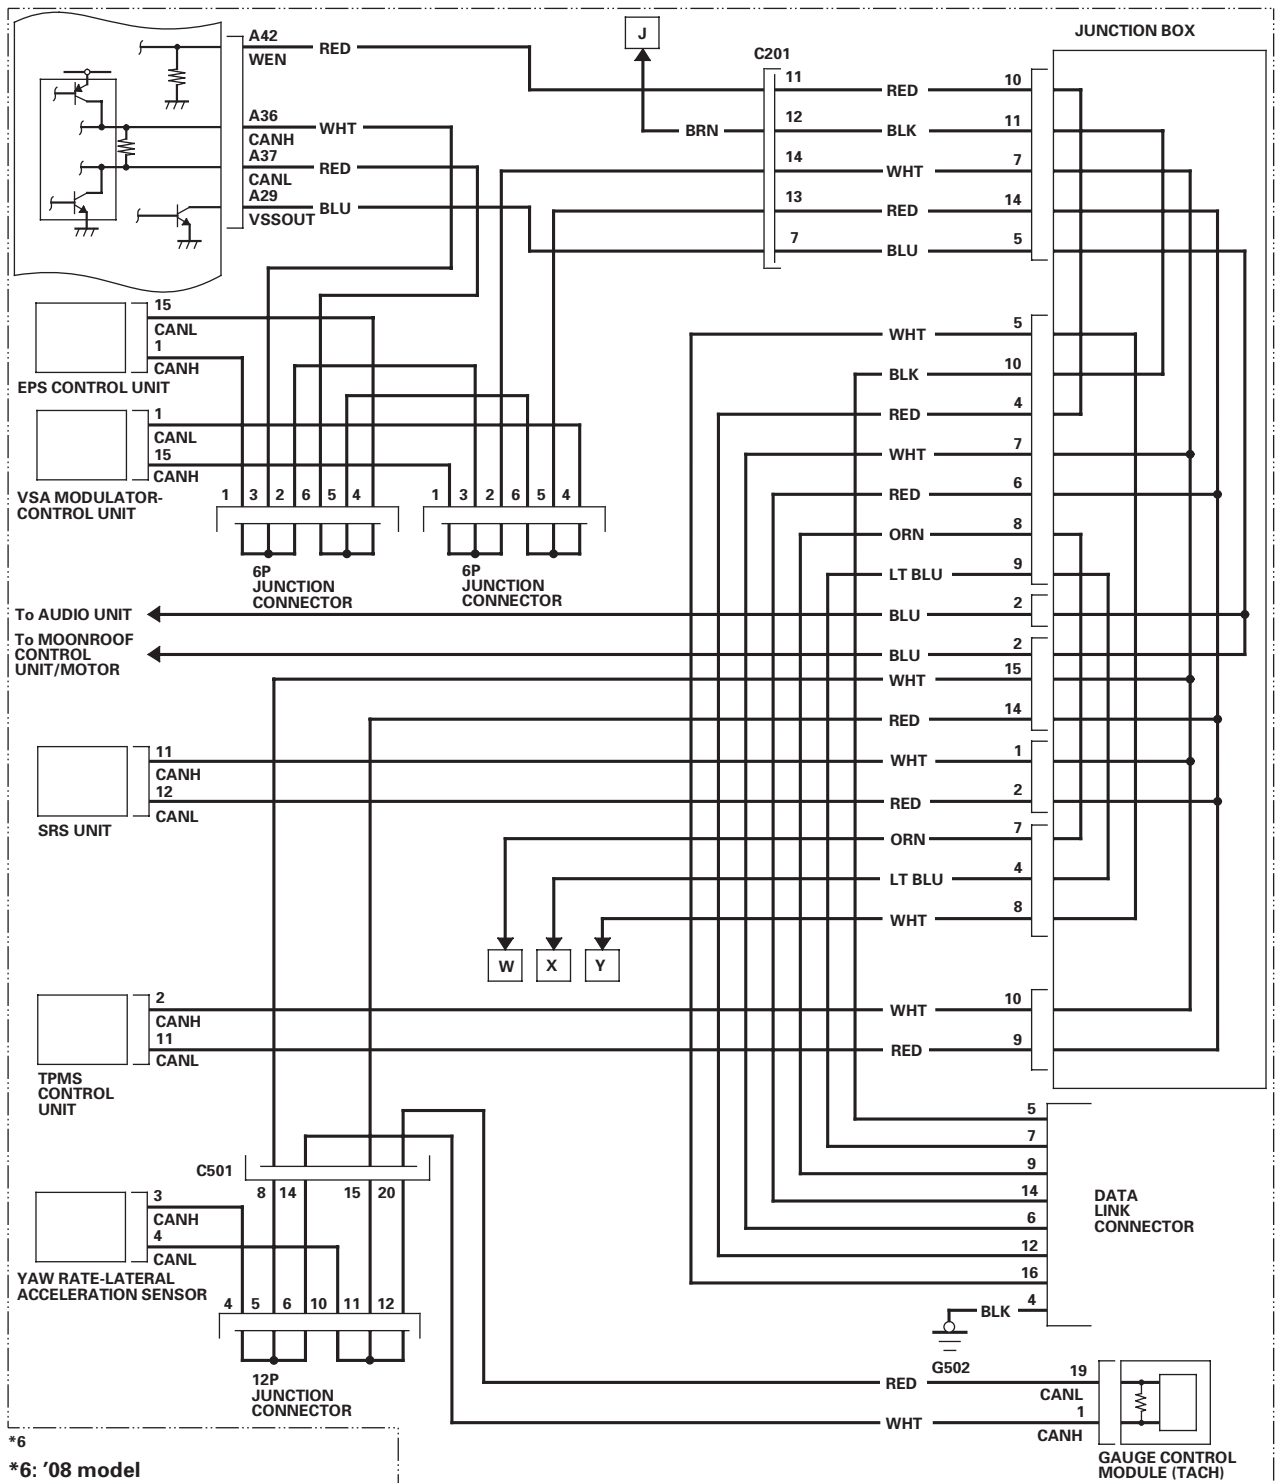 JUNCTION BOX
J
C201
A42
WEN
RED
A36
CANH
WHT
A37
CANL
RED
A29
VSSOUT
BLU
BRN
11
RED
10
12
BLK
11
14
WHT
7
13
RED
14
7
BLU
5
15
CANL
1
CANH
EPS CONTROL UNIT
1
CANL
15
CANH
VSA MODULATOR-
CONTROL UNIT
1 3 2 6 5 4
6P
JUNCTION
CONNECTOR
1 3 2 6 5 4
6P
JUNCTION
CONNECTOR
WHT 5
BLK 10
RED 4
WHT 7
RED 6
ORN 8
LT BLU 9
To AUDIO UNIT
BLU 2
To MOONROOF
CONTROL
UNIT/MOTOR
BLU 2
WHT 15
RED 14
11
CANH
12
CANL
SRS UNIT
WHT 1
RED 2
ORN 7
LT BLU 4
WHT 8
W
X
Y
2
CANH
11
CANL
TPMS
CONTROL
UNIT
WHT 10
RED 9
C501
8 14 15 20
3
CANH
4
CANL
YAW RATE-LATERAL
ACCELERATION SENSOR
4 5 6 10 11 12
12P
JUNCTION
CONNECTOR
5
7
9
14
6
12
16
4
BLK
G502
DATA
LINK
CONNECTOR
RED
19
CANL
WHT
1
CANH
GAUGE CONTROL
MODULE (TACH)
*6
*6: ’08 model